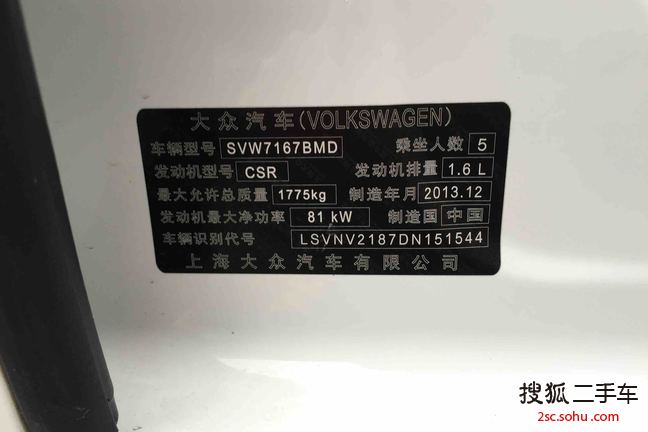 大众汽车(VOLKSWAGEN)
车辆型号 SVW7167BMD 乘坐人数 5
发动机型号 CSR 发动机排量 1.6 L
最大允许总质量 1775kg 制造年月 2013.12
发动机最大净功率 81 kW 制造国 中国
车辆识别代号 LSVNV2187DN151544
上海大众汽车有限公司
搜狐 二手车
2sc.sohu.com